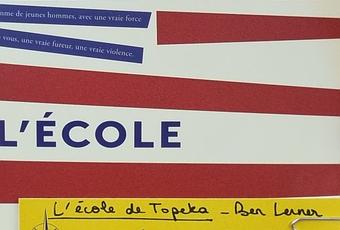 mme de jeunes hommes, avec une vraie force
vous, une vraie fureur, une vraie violence.
L'ÉCOLE
L'école de Topeka - Ben Lerner